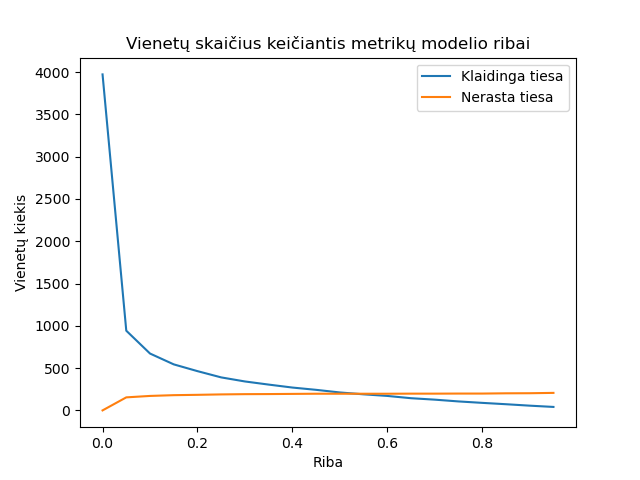 Vienetų skaičius keičiantis metrikų modelio ribai
Klaidinga tiesa
Nerasta tiesa
Vienetų kiekis
4000
3500
3000
2500
2000
1500
1000
500
0
0.0
0.2
0.4
0.6
0.8
Riba